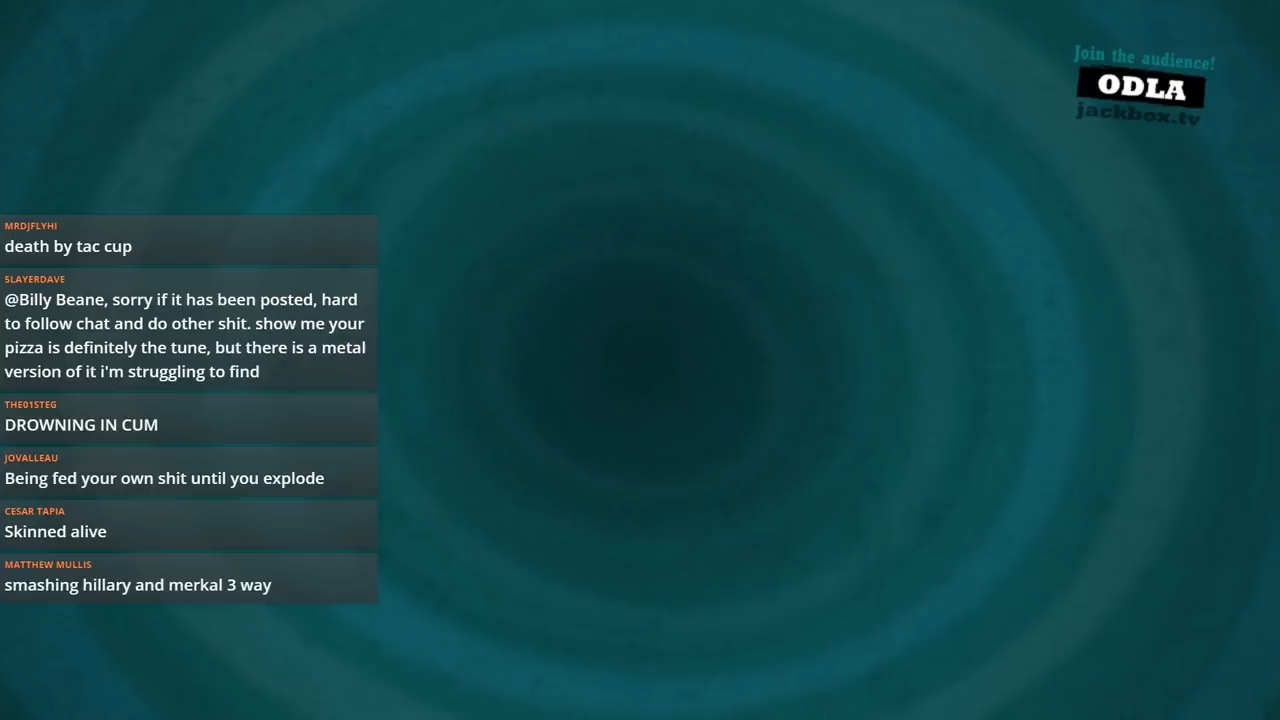 Join the audience!
ODLA
jackbox.tv
MRDJFLYHI
death by tac cup
5LAYERDAVE
@Billy Beane, sorry if it has been posted, hard
to follow chat and do other shit. show me your
pizza is definitely the tune, but there is a metal
version of it i'm struggling to find
THE01STEG
DROWNING IN CUM
JOVALLEAU
Being fed your own shit until you explode
CESAR TAPIA
Skinned alive
MATTHEW MULLIS
smashing hillary and merkal 3 way